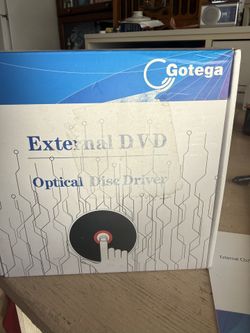 Gotega
External DVD
Optical Disc Driver